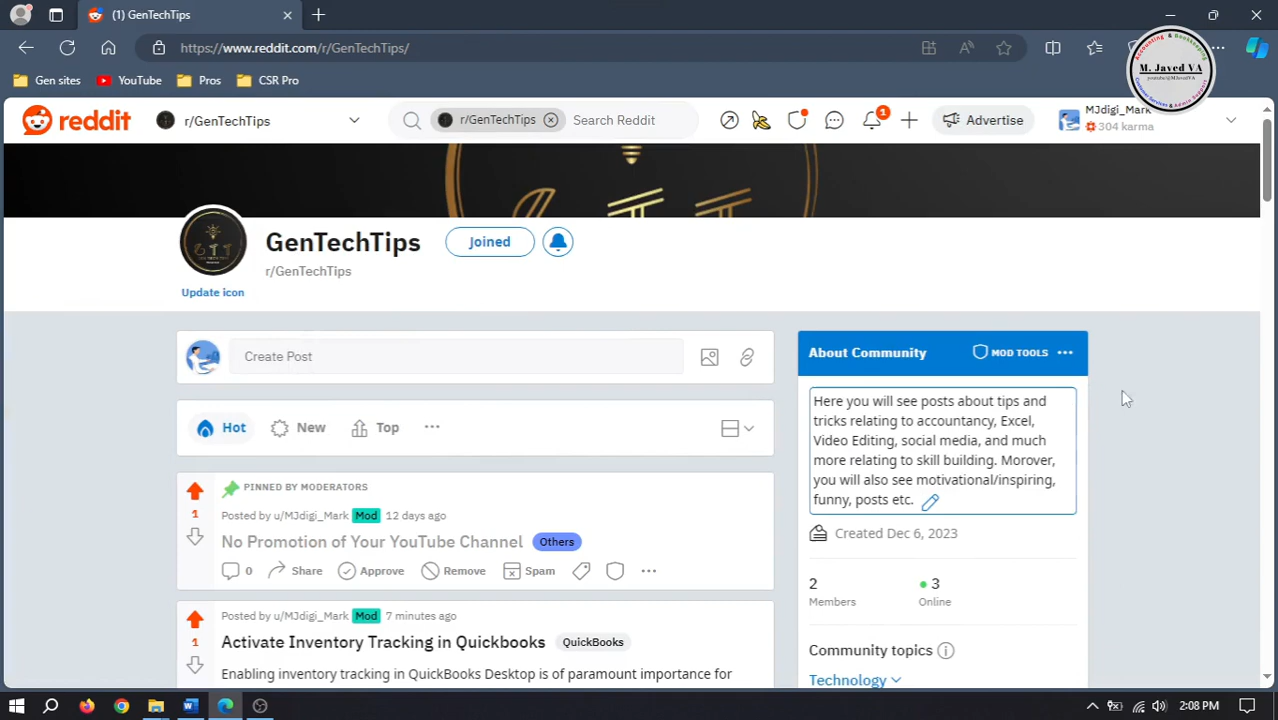 (1) GenTechTips
https://www.reddit.com/r/GenTechTips/
Gen sites
YouTube
Pros
CSR Pro
Accounting & Bookkeeping
M. Javed VA
Customer Services & Admin Support
reddit
r/GenTechTips
r/GenTechTips
Search Reddit
1
Advertise
MJdigi_Mark
304 karma
GenTechTips
Joined
r/GenTechTips
Update icon
Create Post
Hot
New
Top
PINNED BY MODERATORS
1
Posted by u/MJdigi_Mark Mod 12 days ago
No Promotion of Your YouTube Channel Others
0
Share
Approve
Remove
Spam
Posted by u/MJdigi_Mark Mod 7 minutes ago
1
Activate Inventory Tracking in Quickbooks QuickBooks
Enabling inventory tracking in QuickBooks Desktop is of paramount importance for
About Community
MOD TOOLS
Here you will see posts about tips and
tricks relating to accountancy, Excel,
Video Editing, social media, and much
more relating to skill building. Morover,
you will also see motivational/inspiring,
funny, posts etc.
Created Dec 6, 2023
2
Members
3
Online
Community topics
Technology
2:08 PM